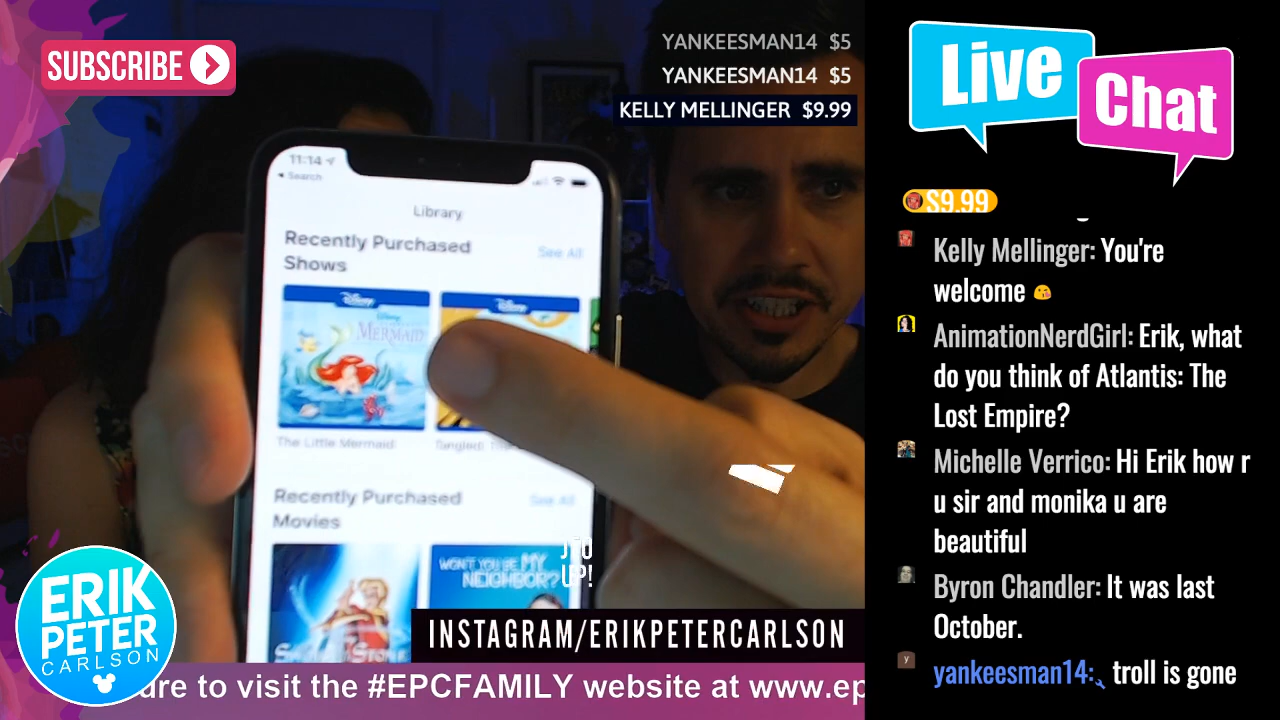 SUBSCRIBE
YANKEESMAN14 $5
YANKEESMAN14 $5
KELLY MELLINGER $9.99
11:14
Search
Library
Recently Purchased
Shows
See All
Disney
Disney
Disney
MERMAID
The Little Mermaid
Tangled:
Recently Purchased
Movies
See All
WON'T YOU BE MY
NEIGHBOR?
UP!
ERIK
PETER
CARLSON
INSTAGRAM/ERIKPETERCARLSON
ure to visit the #EPCFAMILY website at www.ep
Live
Chat
$9.99
Kelly Mellinger: You're
welcome 😘
AnimationNerdGirl: Erik, what
do you think of Atlantis: The
Lost Empire?
Michelle Verrico: Hi Erik how r
u sir and monika u are
beautiful
Byron Chandler: It was last
October.
y
yankeesman14: troll is gone